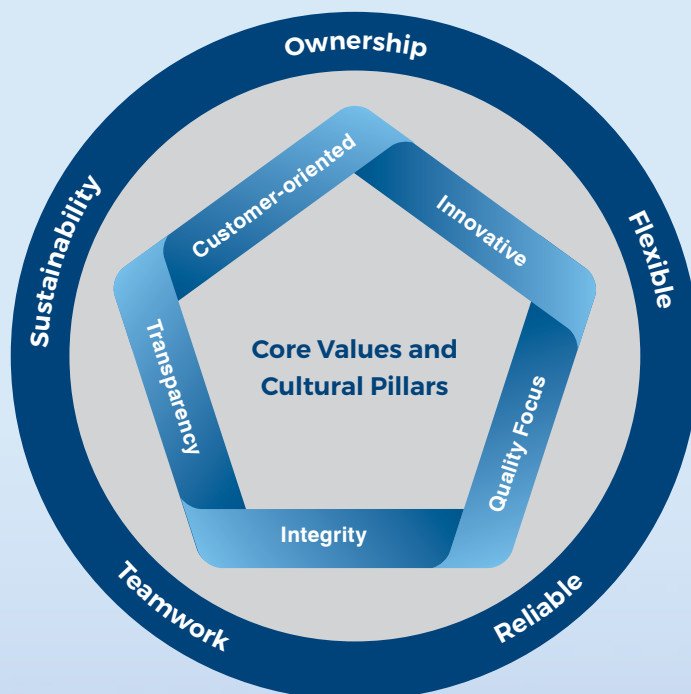 Ownership
Flexible
Reliable
Teamwork
Sustainability
Customer-oriented
Innovative
Quality Focus
Integrity
Transparency
Core Values and
Cultural Pillars